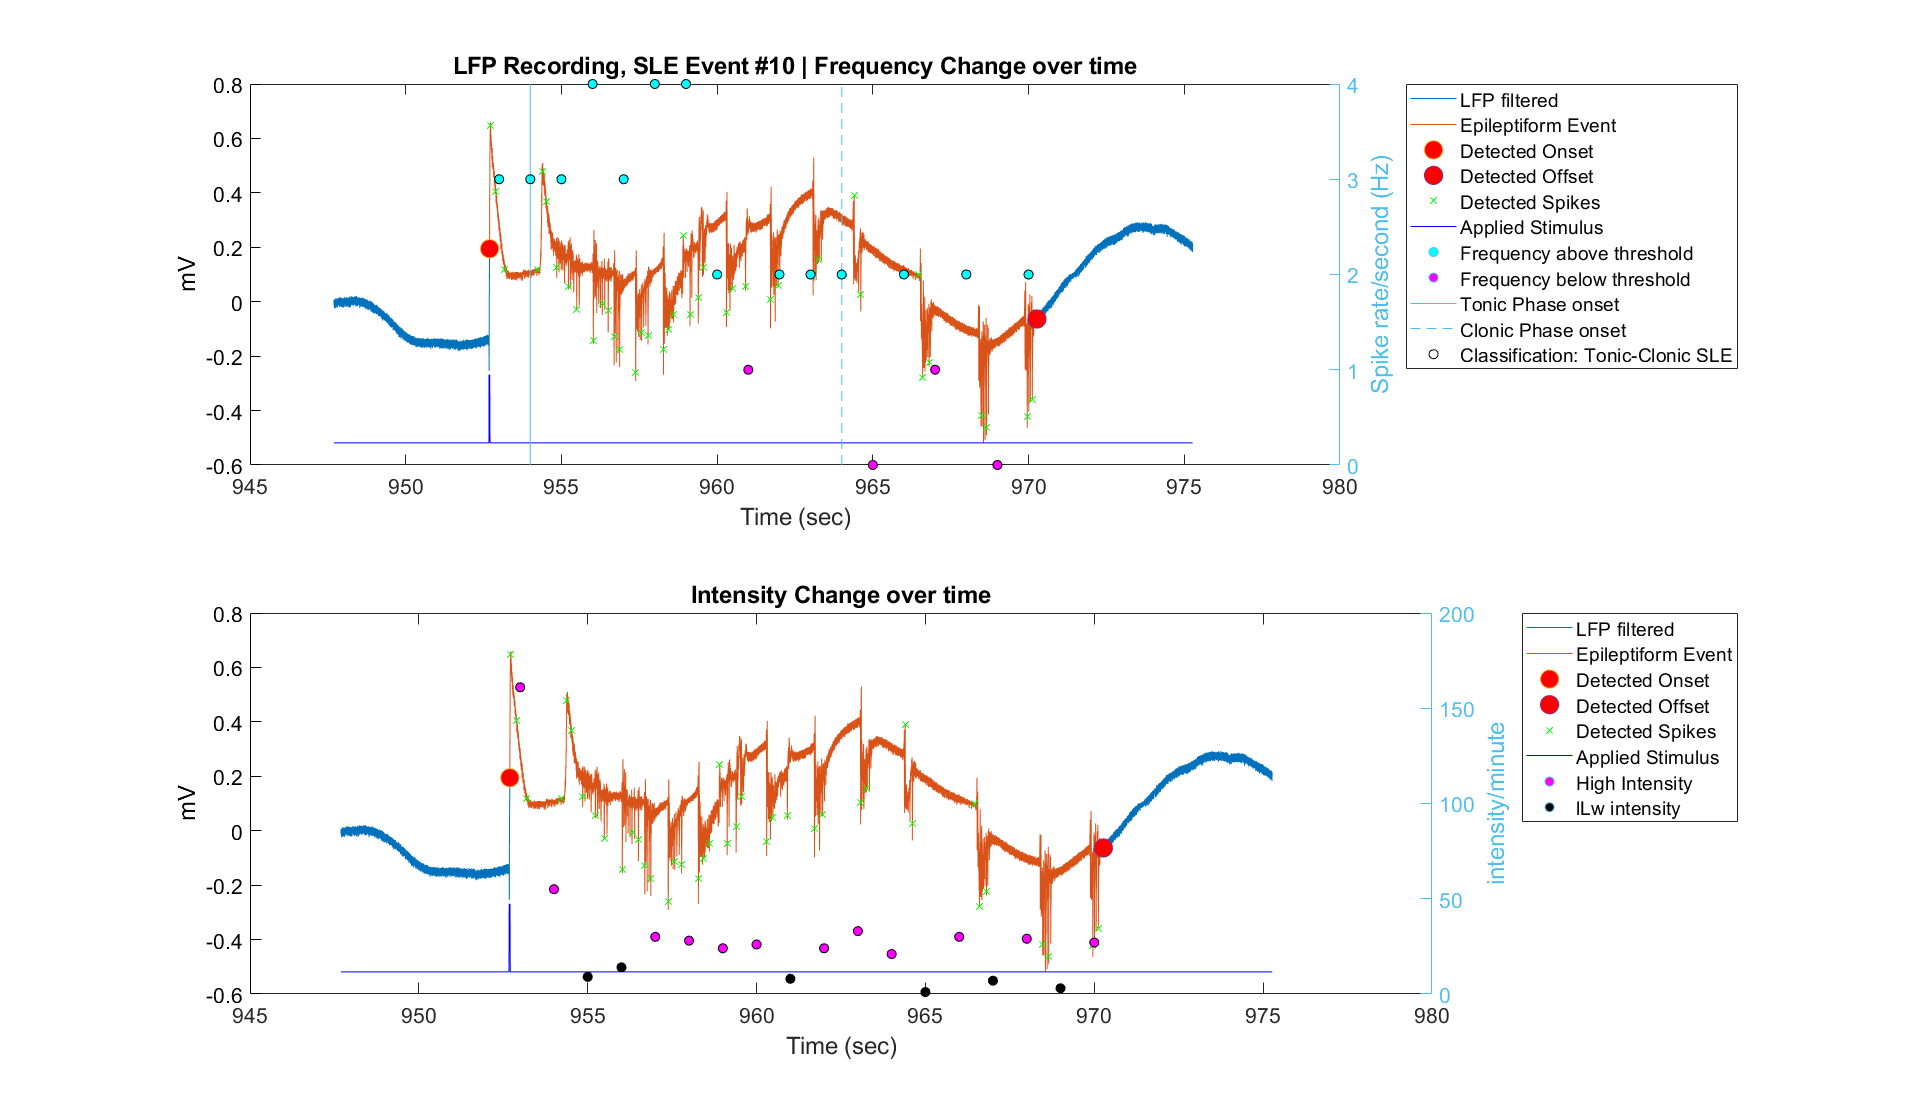 LFP Recording, SLE Event #10 | Frequency Change over time
0.8
0.6
0.4
0.2
0
-0.2
-0.4
-0.6
mV
4
3
2
1
0
Spike rate/second (Hz)
945 950 955 960 965 970 975 980
Time (sec)
LFP filtered
Epileptiform Event
Detected Onset
Detected Offset
Detected Spikes
Applied Stimulus
Frequency above threshold
Frequency below threshold
Tonic Phase onset
Clonic Phase onset
Classification: Tonic-Clonic SLE
Intensity Change over time
0.8
0.6
0.4
0.2
0
-0.2
-0.4
-0.6
mV
200
150
100
50
0
intensity/minute
945 950 955 960 965 970 975 980
Time (sec)
LFP filtered
Epileptiform Event
Detected Onset
Detected Offset
Detected Spikes
Applied Stimulus
High Intensity
lLw intensity